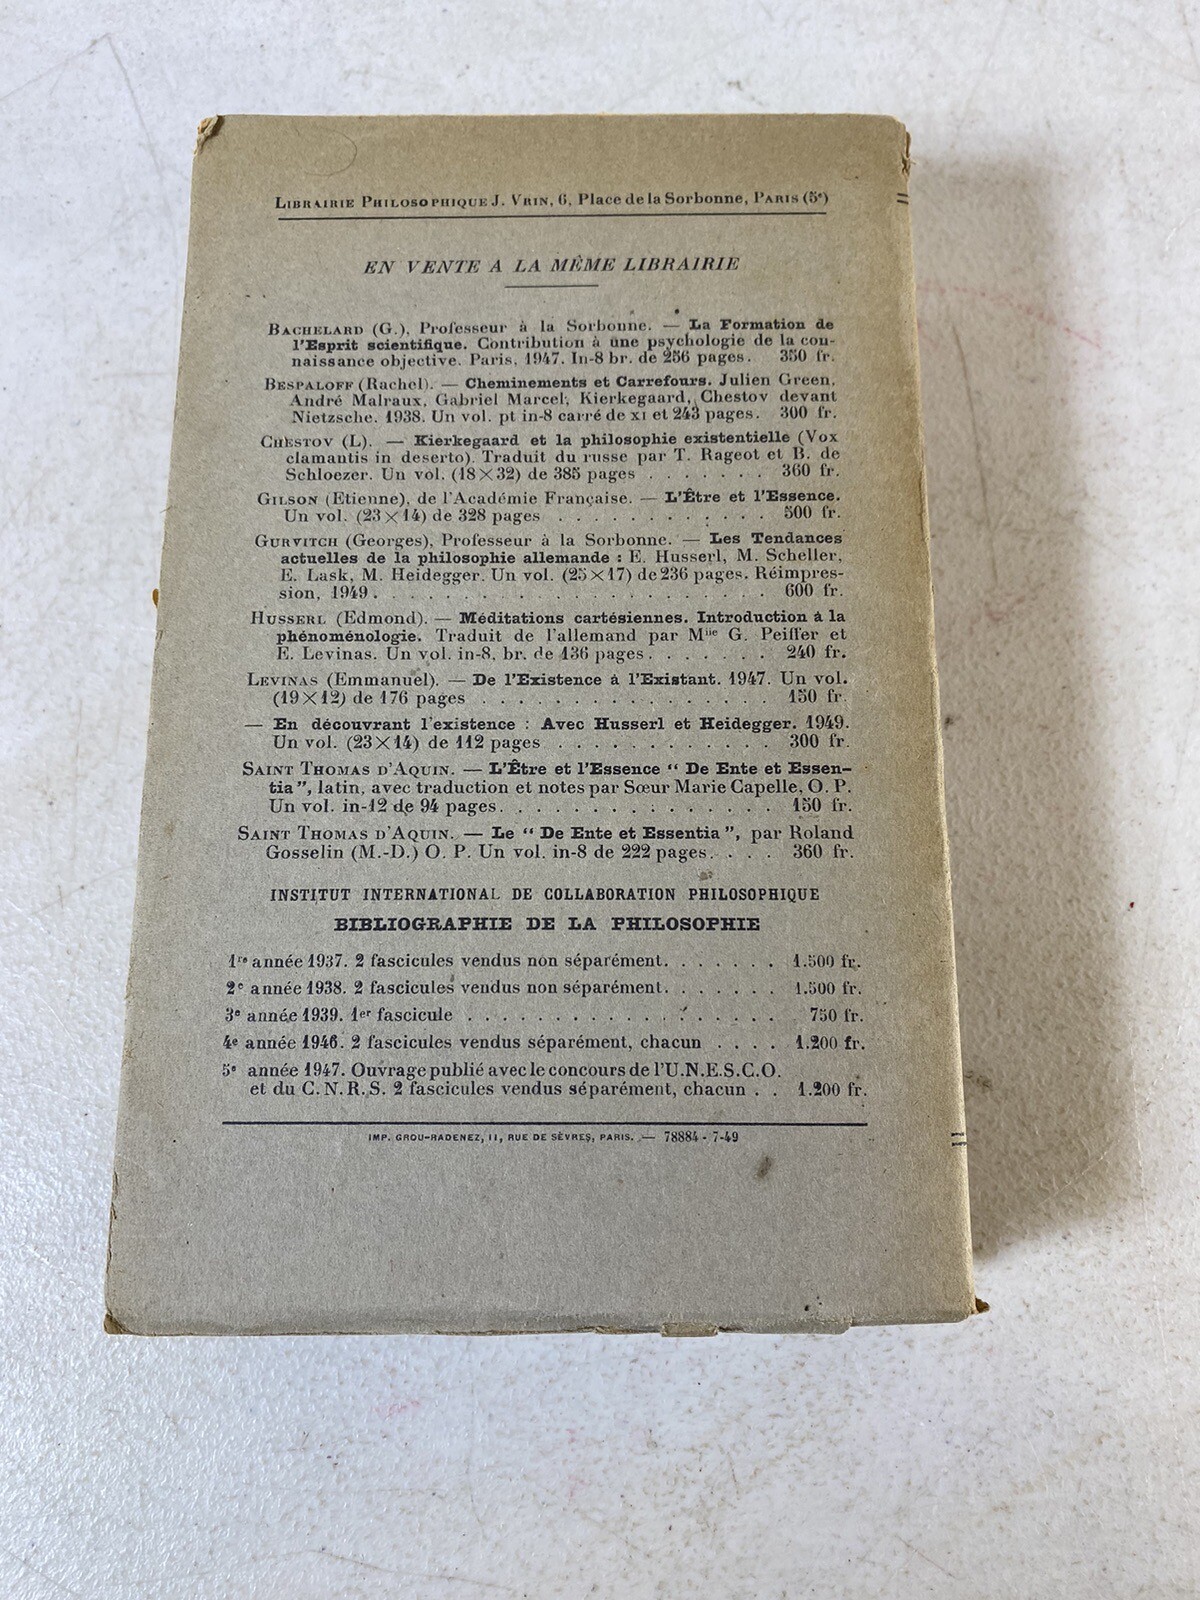 LIBRAIRIE PHILOSOPHIQUE J. VRIN, 6, Place de la Sorbonne, PARIS (5e)
EN VENTE A LA MÊME LIBRAIRIE
BACHELARD (G.), Professeur à la Sorbonne. — La Formation de
l'Esprit scientifique. Contribution à une psychologie de la con-
naissance objective. Paris, 1947. In-8 br. de 256 pages. 350 fr.
BESPALOFF (Rachel). — Cheminements et Carrefours. Julien Green,
André Malraux, Gabriel Marcel, Kierkegaard, Chestov devant
Nietzsche. 1938. Un vol. pt in-8 carré de XI et 243 pages. 300 fr.
CHESTOV (L). — Kierkegaard et la philosophie existentielle (Vox
clamantis in deserto). Traduit du russe par T. Rageot et B. de
Schloezer. Un vol. (18×32) de 385 pages . . . . . . . 360 fr.
GILSON (Etienne), de l'Académie Française. — L'Être et l'Essence.
Un vol. (23×14) de 328 pages . . . . . . . . . . . . 500 fr.
GURVITCH (Georges), Professeur à la Sorbonne. — Les Tendances
actuelles de la philosophie allemande : E. Husserl, M. Scheller,
E. Lask, M. Heidegger. Un vol. (25×17) de 236 pages. Réimpres-
sion, 1949 . . . . . . . . . . . . . . . . . . . . . 600 fr.
HUSSERL (Edmond). — Méditations cartésiennes. Introduction à la
phénoménologie. Traduit de l'allemand par Mlle G. Peiffer et
E. Levinas. Un vol. in-8, br. de 136 pages . . . . . . . 240 fr.
LEVINAS (Emmanuel). — De l'Existence à l'Existant. 1947. Un vol.
(19×12) de 176 pages . . . . . . . . . . . . . . . . 150 fr.
— En découvrant l'existence : Avec Husserl et Heidegger. 1949.
Un vol. (23×14) de 112 pages . . . . . . . . . . . . 300 fr.
SAINT THOMAS D'AQUIN. — L'Être et l'Essence “ De Ente et Essen-
tia ”, latin, avec traduction et notes par Sœur Marie Capelle, O. P.
Un vol. in-12 de 94 pages . . . . . . . . . . . . . . 150 fr.
SAINT THOMAS D'AQUIN. — Le “ De Ente et Essentia ”, par Roland
Gosselin (M.-D.) O. P. Un vol. in-8 de 222 pages . . . . 360 fr.
INSTITUT INTERNATIONAL DE COLLABORATION PHILOSOPHIQUE
BIBLIOGRAPHIE DE LA PHILOSOPHIE
1re année 1937. 2 fascicules vendus non séparément. . . . . . . 1.500 fr.
2e année 1938. 2 fascicules vendus non séparément. . . . . . . 1.500 fr.
3e année 1939. 1er fascicule . . . . . . . . . . . . . . . . . 750 fr.
4e année 1946. 2 fascicules vendus séparément, chacun . . . . 1.200 fr.
5e année 1947. Ouvrage publié avec le concours de l'U.N.E.S.C.O.
et du C.N.R.S. 2 fascicules vendus séparément, chacun . . 1.200 fr.
IMP. GROU-RADENEZ, 11, RUE DE SÈVRES, PARIS. — 78884 - 7-49